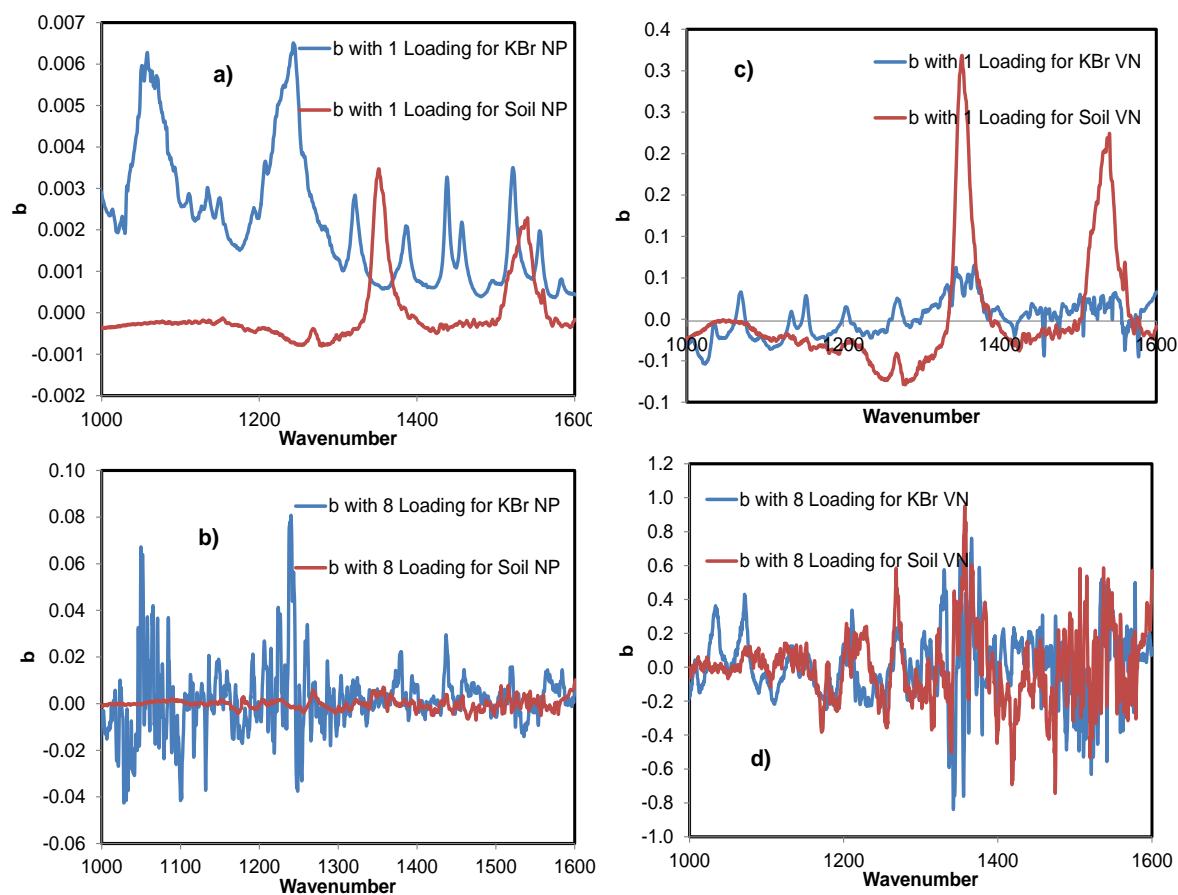 0.007
0.006
0.005
0.004
0.003
0.002
0.001
0.000
-0.001
-0.002
b
b with 1 Loading for KBr NP
a)
b with 1 Loading for Soil NP
1000 1200 1400 1600
Wavenumber
0.4
0.3
0.3
0.2
0.2
0.1
0.1
0.0
-0.1
-0.1
b
b with 1 Loading for KBr VN
c)
b with 1 Loading for Soil VN
1000 1200 1400 1600
Wavenumber
0.10
0.08
0.06
0.04
0.02
0.00
-0.02
-0.04
-0.06
b
b with 8 Loading for KBr NP
b)
b with 8 Loading for Soil NP
1000 1100 1200 1300 1400 1500 1600
Wavenumber
1.2
1.0
0.8
0.6
0.4
0.2
0.0
-0.2
-0.4
-0.6
-0.8
-1.0
b
b with 8 Loading for KBr VN
b with 8 Loading for Soil VN
d)
1000 1200 1400 1600
Wavenumber